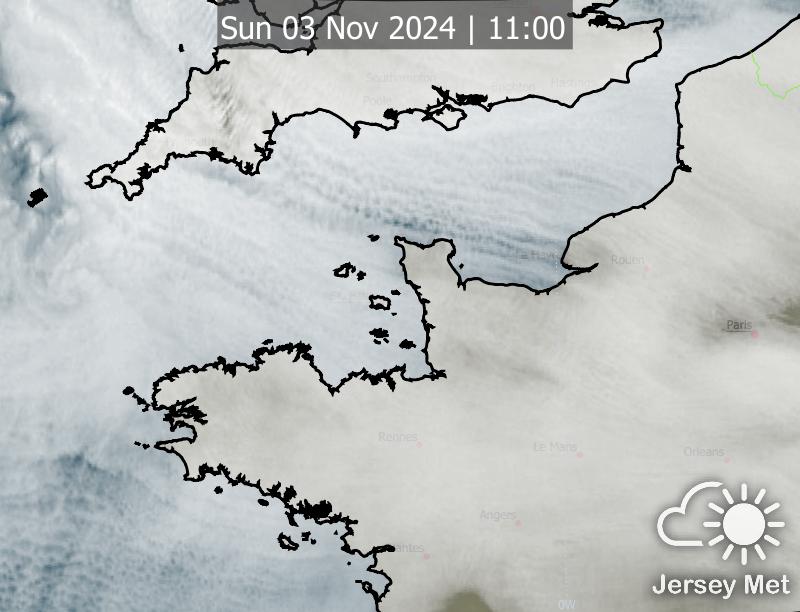 Sun 03 Nov 2024 | 11:00
Southampton
Brighton
Hastings
Poole
Le Havre
Rouen
Paris
Rennes
Le Mans
Orleans
Angers
Nantes
0W
Jersey Met